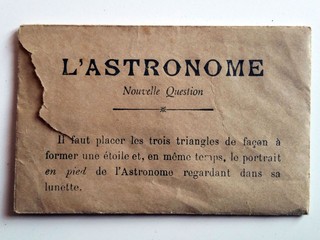 L'ASTRONOME
Nouvelle Question
Il faut placer les trois triangles de façon à
former une étoile et, en même temps, le portrait
en pied de l'Astronome regardant dans sa
lunette.